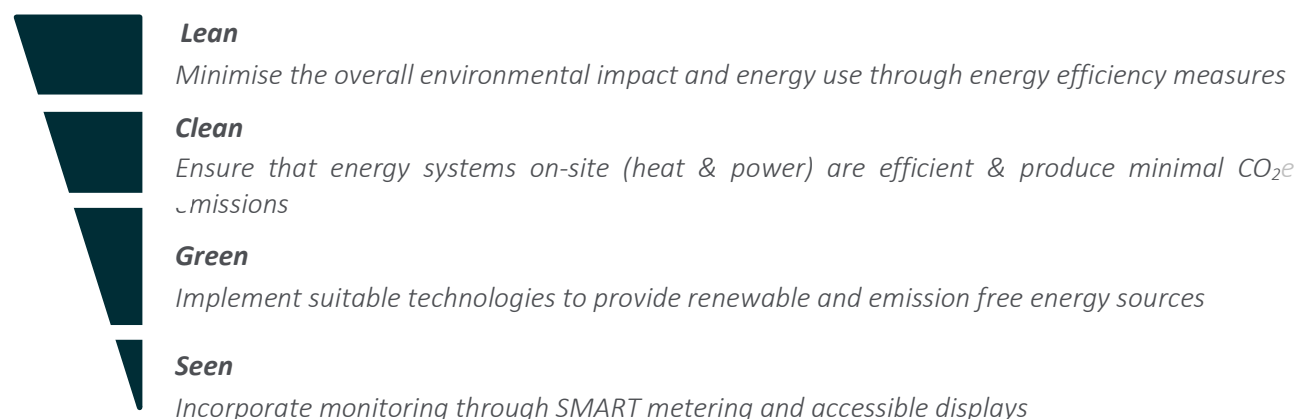 Lean
Minimise the overall environmental impact and energy use through energy efficiency measures
Clean
Ensure that energy systems on-site (heat & power) are efficient & produce minimal CO₂e
emissions
Green
Implement suitable technologies to provide renewable and emission free energy sources
Seen
Incorporate monitoring through SMART metering and accessible displays